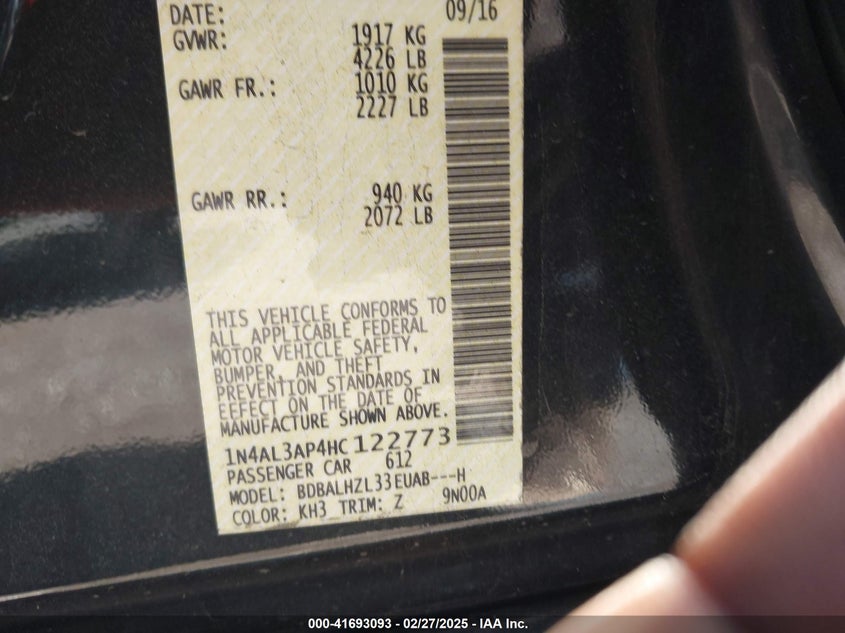 DATE: 09/16
GVWR: 1917 KG
4226 LB
GAWR FR.: 1010 KG
2227 LB
GAWR RR.: 940 KG
2072 LB
THIS VEHICLE CONFORMS TO
ALL APPLICABLE FEDERAL
MOTOR VEHICLE SAFETY,
BUMPER, AND THEFT
PREVENTION STANDARDS IN
EFFECT ON THE DATE OF
MANUFACTURE SHOWN ABOVE.
1N4AL3AP4HC122773
PASSENGER CAR 612
MODEL: BDBALHZL33EUAB---H
COLOR: KH3 TRIM: Z 9N00A
000-41693093 - 02/27/2025 - IAA Inc.